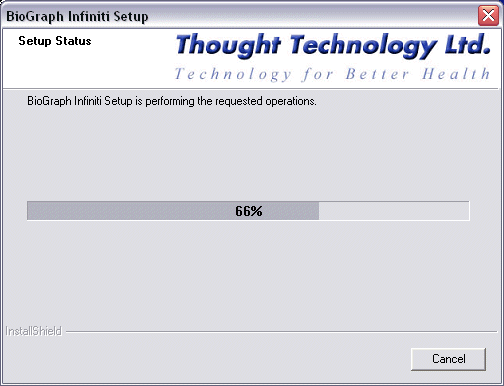 BioGraph Infiniti Setup
Setup Status
Thought Technology Ltd.
Technology for Better Health
BioGraph Infiniti Setup is performing the requested operations.
66%
InstallShield
Cancel